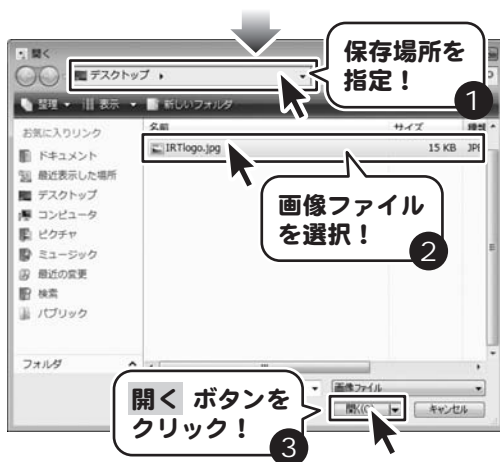 開く
デスクトップ
保存場所を
指定！
1
整理 表示 新しいフォルダ
お気に入りリンク
名前 サイズ 種類
ドキュメント
IRTlogo.jpg 15 KB JPE
最近表示した場所
デスクトップ
コンピュータ
画像ファイル
を選択！
2
ピクチャ
ミュージック
最近の変更
検索
パブリック
フォルダ
画像ファイル
開く ボタンを
クリック！
3
開く(O) キャンセル